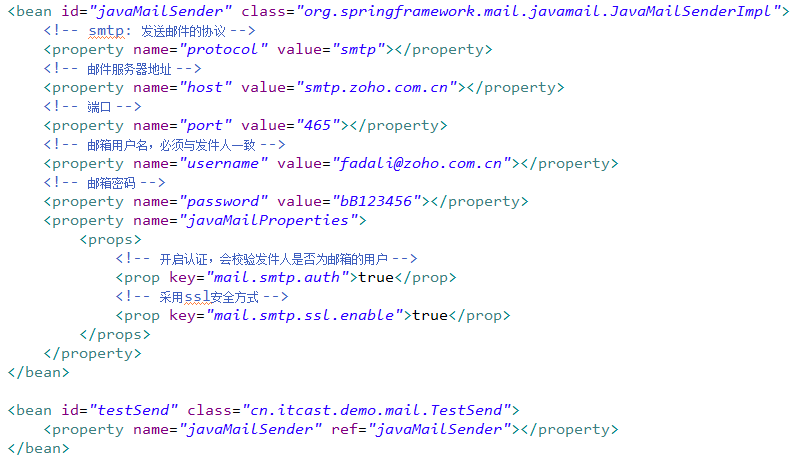 <bean id="javaMailSender" class="org.springframework.mail.javamail.JavaMailSenderImpl">
<!-- smtp: 发送邮件的协议 -->
<property name="protocol" value="smtp"></property>
<!-- 邮件服务器地址 -->
<property name="host" value="smtp.zoho.com.cn"></property>
<!-- 端口 -->
<property name="port" value="465"></property>
<!-- 邮箱用户名，必须与发件人一致 -->
<property name="username" value="fadali@zoho.com.cn"></property>
<!-- 邮箱密码 -->
<property name="password" value="bB123456"></property>
<property name="javaMailProperties">
<props>
<!-- 开启认证，会校验发件人是否为邮箱的用户 -->
<prop key="mail.smtp.auth">true</prop>
<!-- 采用ssl安全方式 -->
<prop key="mail.smtp.ssl.enable">true</prop>
</props>
</property>
</bean>
<bean id="testSend" class="cn.itcast.demo.mail.TestSend">
<property name="javaMailSender" ref="javaMailSender"></property>
</bean>